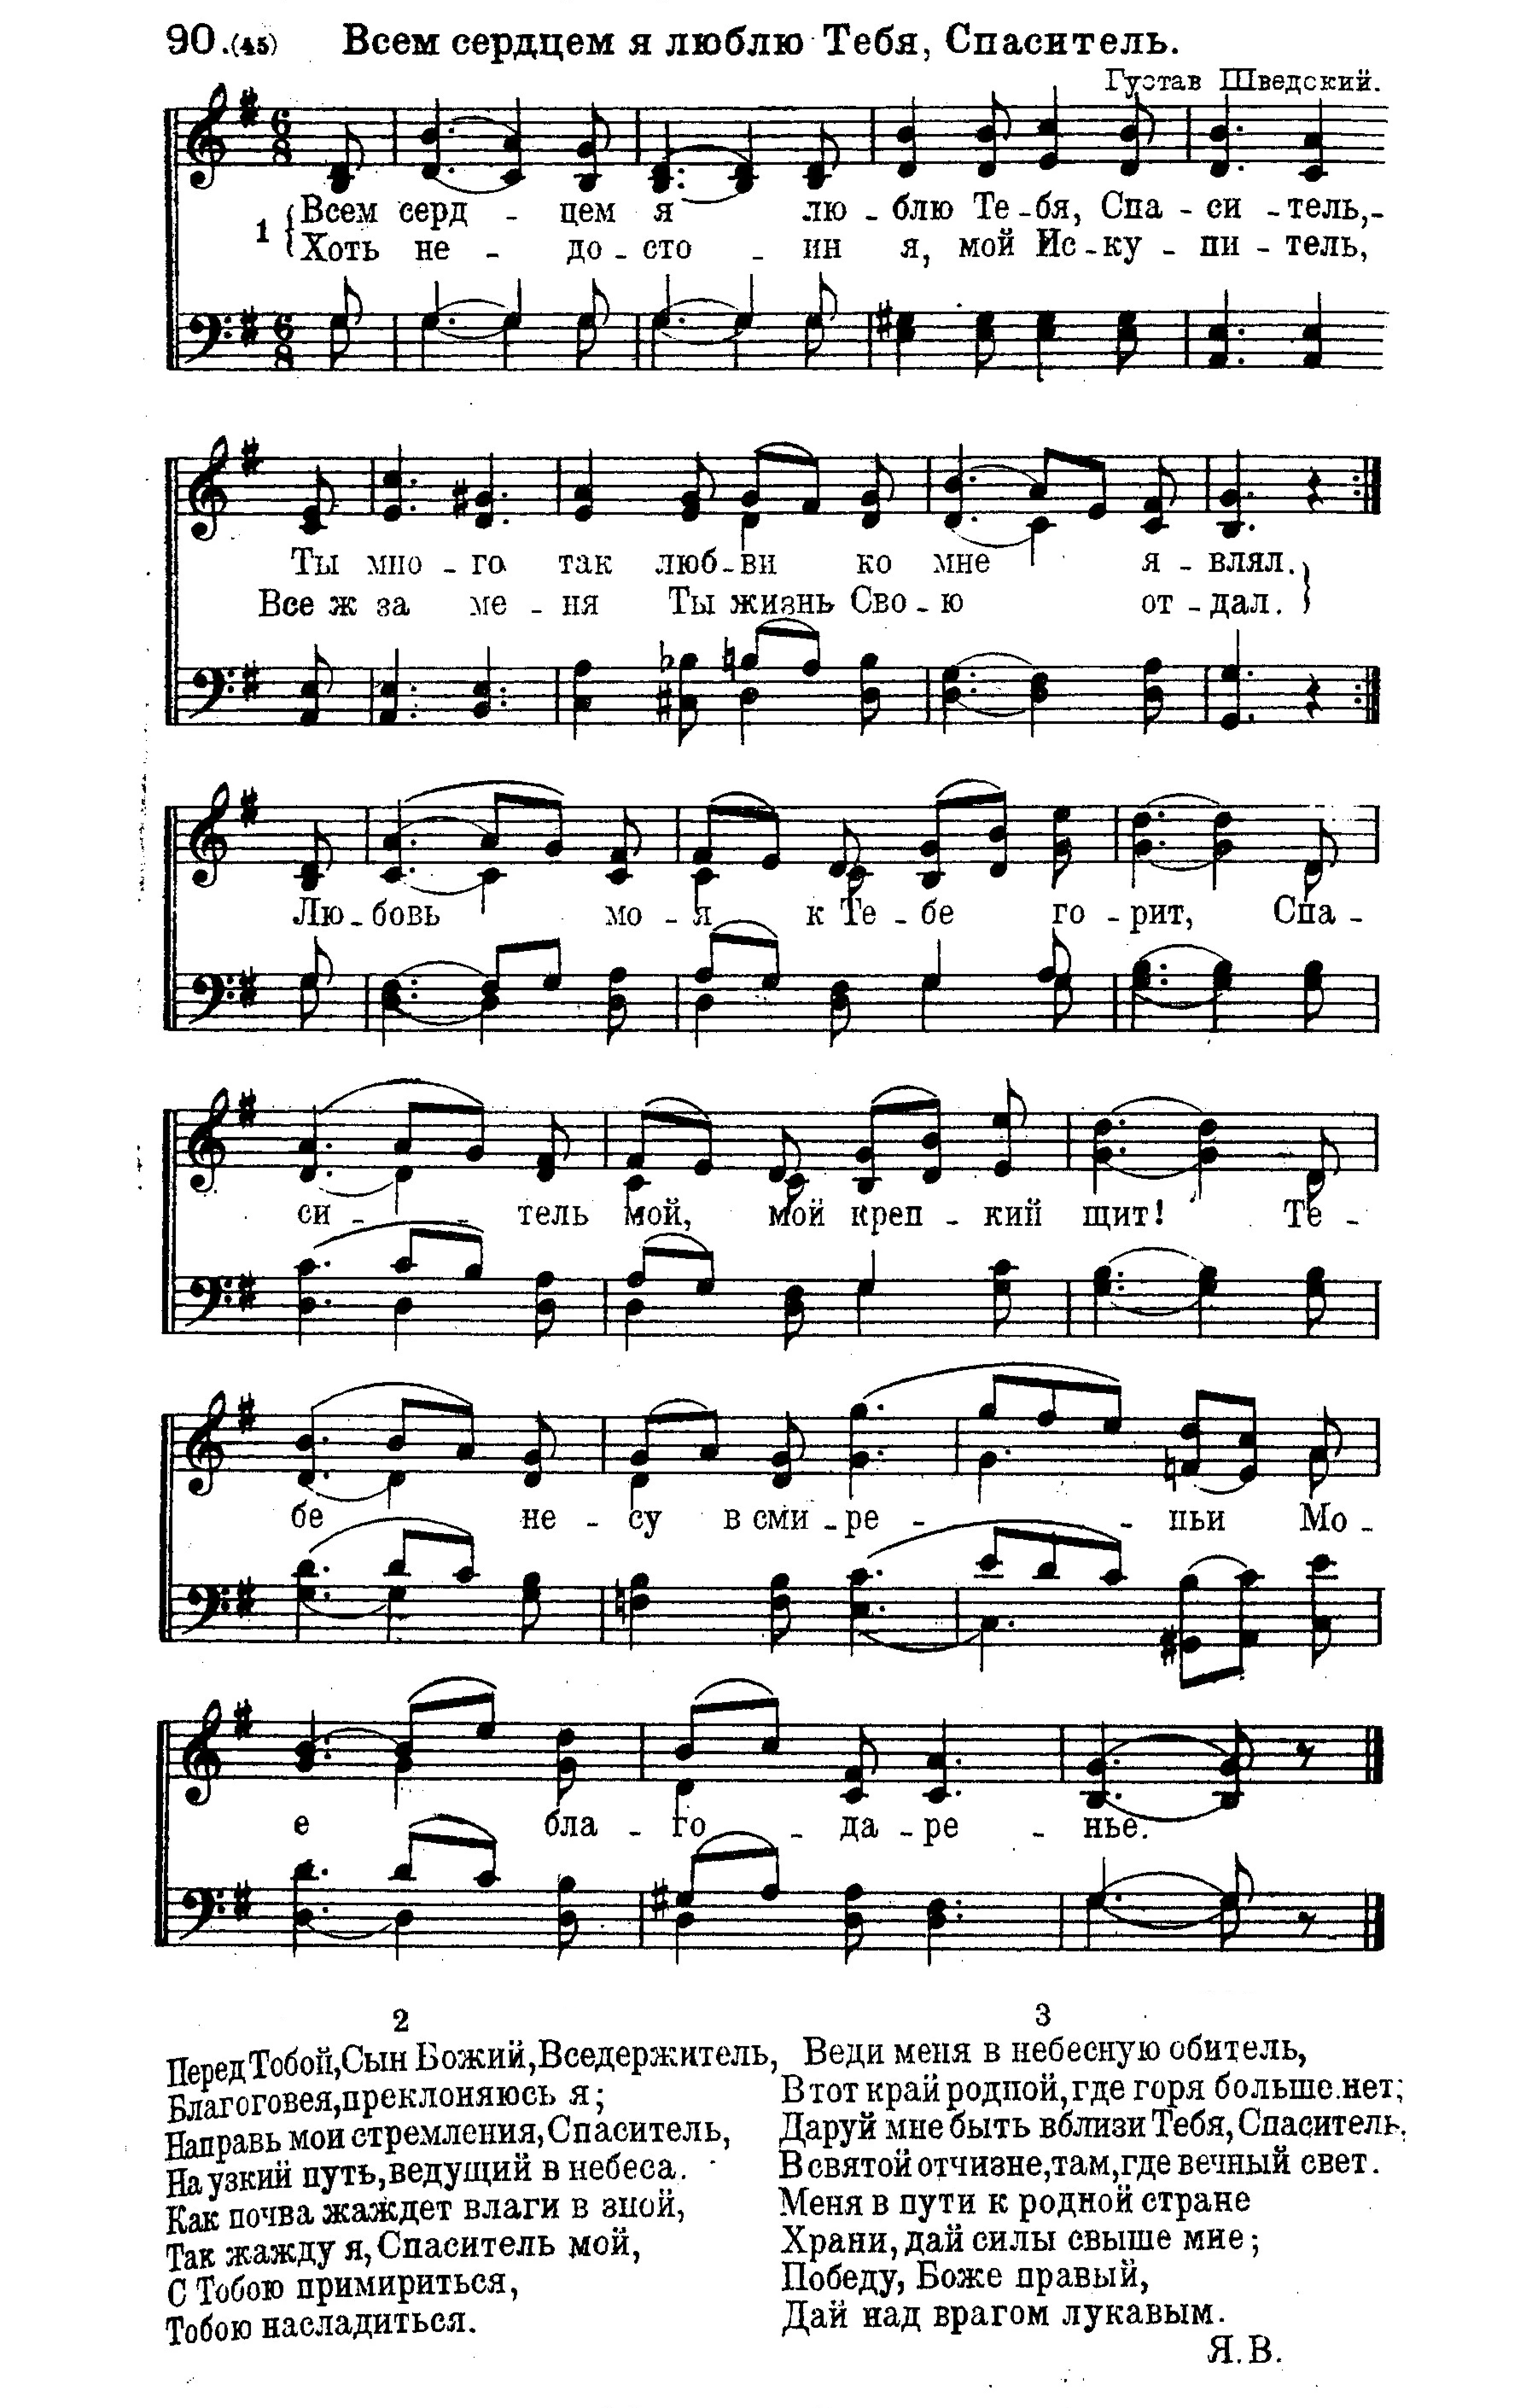 90.(45) Всем сердцем я люблю Тебя, Спаситель.
Густав Шведский.
1 Всем серд - цем я лю - блю Те - бя, Спа - си - тель,-
Хоть не - до - сто - ин я, мой Ис - ку - пи - тель,
Ты мно - го так люб - ви ко мне я - влял.
Все ж за ме - ня Ты жизнь Сво - ю от - дал.
Лю - бовь мо - я к Те - бе го - рит, Спа -
си - - тель мой, мой креп - кий щит! Те -
бе не - су в сми - ре - - ньи Мо -
е бла - го - да - ре - нье.
2
Перед Тобой, Сын Божий, Вседержитель,
Благоговея, преклоняюсь я;
Направь мои стремления, Спаситель,
На узкий путь, ведущий в небеса.
Как почва жаждет влаги в зной,
Так жажду я, Спаситель мой,
С Тобою примириться,
Тобою насладиться.
3
Веди меня в небесную обитель,
В тот край родной, где горя больше нет;
Даруй мне быть вблизи Тебя, Спаситель,
В святой отчизне, там, где вечный свет.
Меня в пути к родной стране
Храни, дай силы свыше мне;
Победу, Боже правый,
Дай над врагом лукавым.
Я. В.